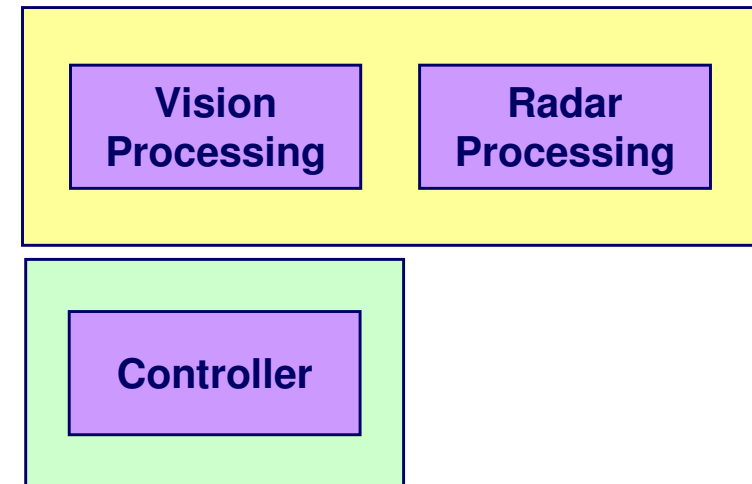 Vision
Processing
Radar
Processing
Controller